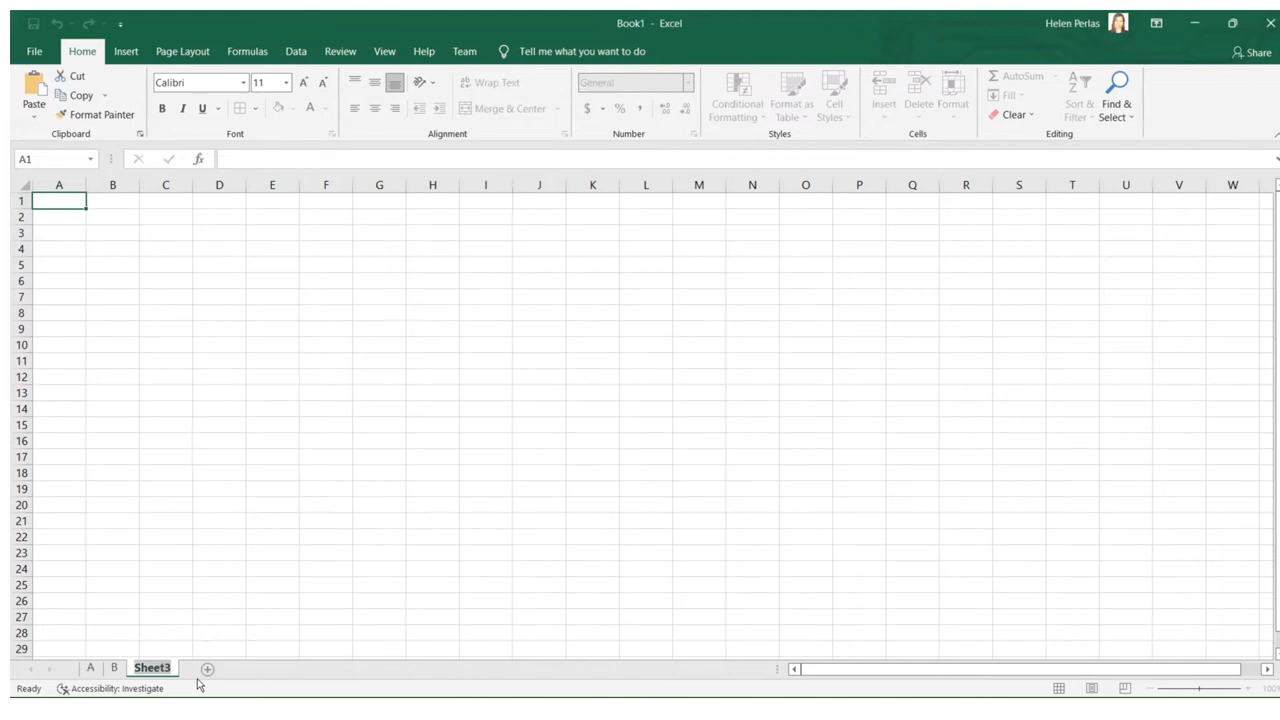 Book1 - Excel
Helen Perlas
File Home Insert Page Layout Formulas Data Review View Help Team Tell me what you want to do Share
Paste
Cut
Copy
Format Painter
Clipboard
Calibri 11
B I U A
Font
Wrap Text
Merge & Center
Alignment
General
$ % ,
Number
Conditional Formatting
Format as Table
Cell Styles
Styles
Insert Delete Format
Cells
AutoSum
Fill
Clear
Sort & Filter
Find & Select
Editing
A1 fx
A B C D E F G H I J K L M N O P Q R S T U V W
1
2
3
4
5
6
7
8
9
10
11
12
13
14
15
16
17
18
19
20
21
22
23
24
25
26
27
28
29
A B Sheet3
Ready Accessibility: Investigate 100%